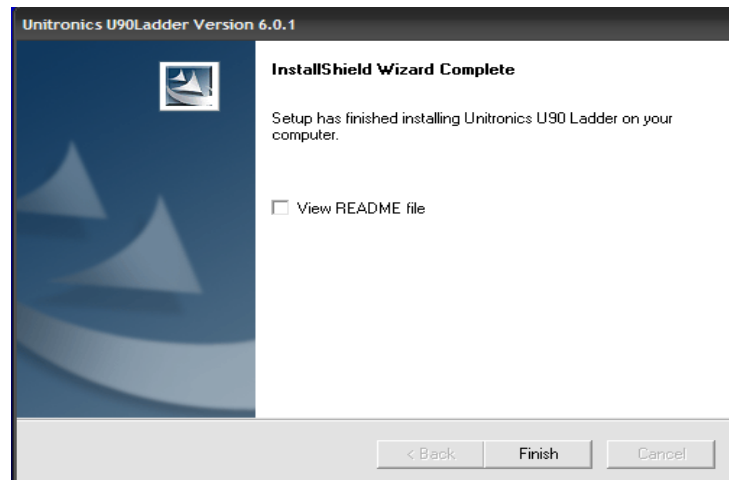 Unitronics U90Ladder Version 6.0.1
InstallShield Wizard Complete
Setup has finished installing Unitronics U90 Ladder on your
computer.
View README file
< Back
Finish
Cancel